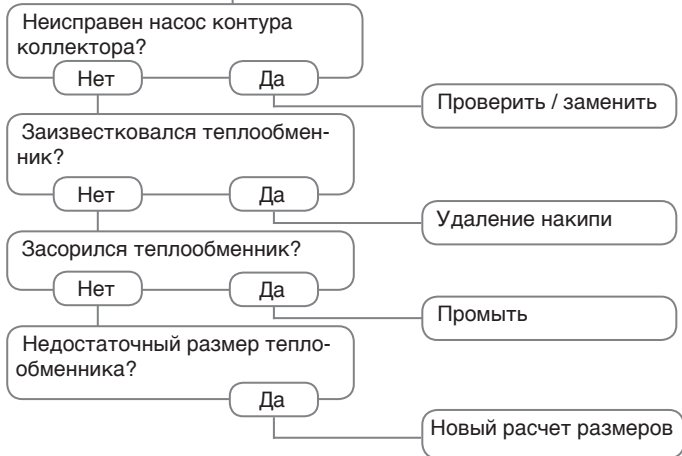 Неисправен насос контура
коллектора?
Нет
Да
Проверить / заменить
Заизвестковался теплообмен-
ник?
Нет
Да
Удаление накипи
Засорился теплообменник?
Нет
Да
Промыть
Недостаточный размер тепло-
обменника?
Да
Новый расчет размеров